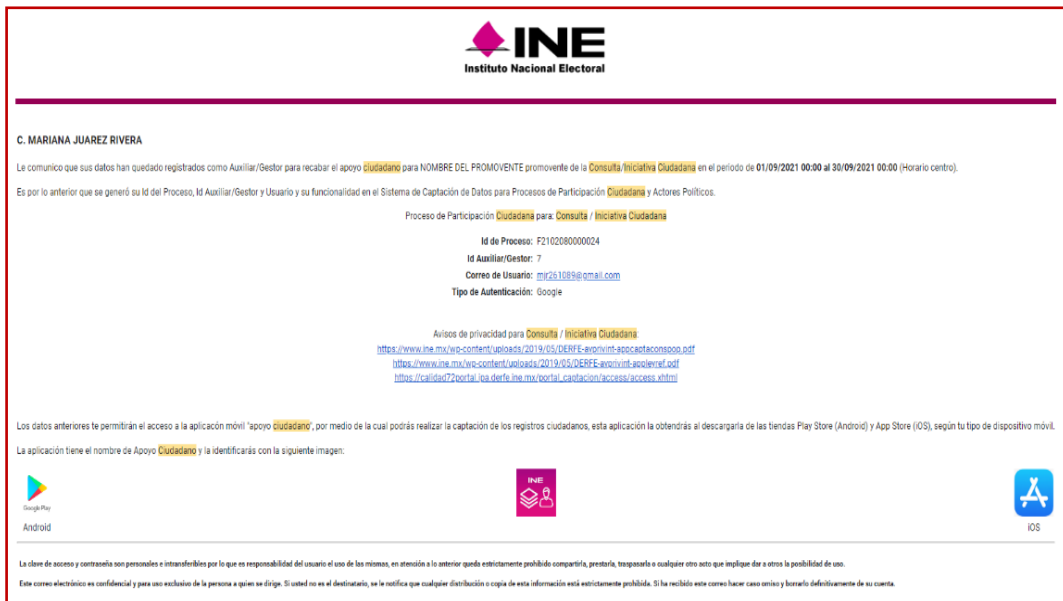 INE
Instituto Nacional Electoral
C. MARIANA JUAREZ RIVERA
Le comunico que sus datos han quedado registrados como Auxiliar/Gestor para recabar el apoyo ciudadano para NOMBRE DEL PROMOVENTE promovente de la Consulta/Iniciativa Ciudadana en el periodo de 01/09/2021 00:00 al 30/09/2021 00:00 (Horario centro).
Es por lo anterior que se generó su Id del Proceso, Id Auxiliar/Gestor y Usuario y su funcionalidad en el Sistema de Captación de Datos para Procesos de Participación Ciudadana y Actores Políticos.
Proceso de Participación Ciudadana para: Consulta / Iniciativa Ciudadana
Id de Proceso: F2102080000024
Id Auxiliar/Gestor: 7
Correo de Usuario: mjr261089@gmail.com
Tipo de Autenticación: Google
Avisos de privacidad para Consulta / Iniciativa Ciudadana:
https://www.ine.mx/wp-content/uploads/2019/05/DERFE-avprivint-appcaptaconspop.pdf
https://www.ine.mx/wp-content/uploads/2019/05/DERFE-avprivint-applevref.pdf
https://calidad72portal.ipa.derfe.ine.mx/portal_captacion/access/access.xhtml
Los datos anteriores te permitirán el acceso a la aplicacón móvil "apoyo ciudadano", por medio de la cual podrás realizar la captación de los registros ciudadanos, esta aplicación la obtendrás al descargarla de las tiendas Play Store (Android) y App Store (iOS), según tu tipo de dispositivo móvil.
La aplicación tiene el nombre de Apoyo Ciudadano y la identificarás con la siguiente imagen:
INE
Google Play
Android
iOS
La clave de acceso y contraseña son personales e intransferibles por lo que es responsabilidad del usuario el uso de las mismas, en atención a lo anterior queda estrictamente prohibido compartirla, prestarla, traspasarla o cualquier otro acto que implique dar a otros la posibilidad de uso.
Este correo electrónico es confidencial y para uso exclusivo de la persona a quien se dirige. Si usted no es el destinatario, se le notifica que cualquier distribución o copia de esta información está estrictamente prohibida. Si ha recibido este correo hacer caso omiso y borrarlo definitivamente de su cuenta.